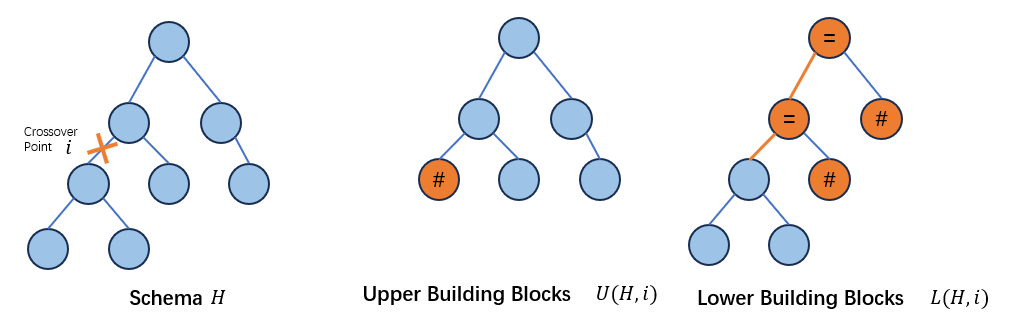 Crossover
Point i
Schema H
#
Upper Building Blocks U(H, i)
=
=
#
#
Lower Building Blocks L(H, i)